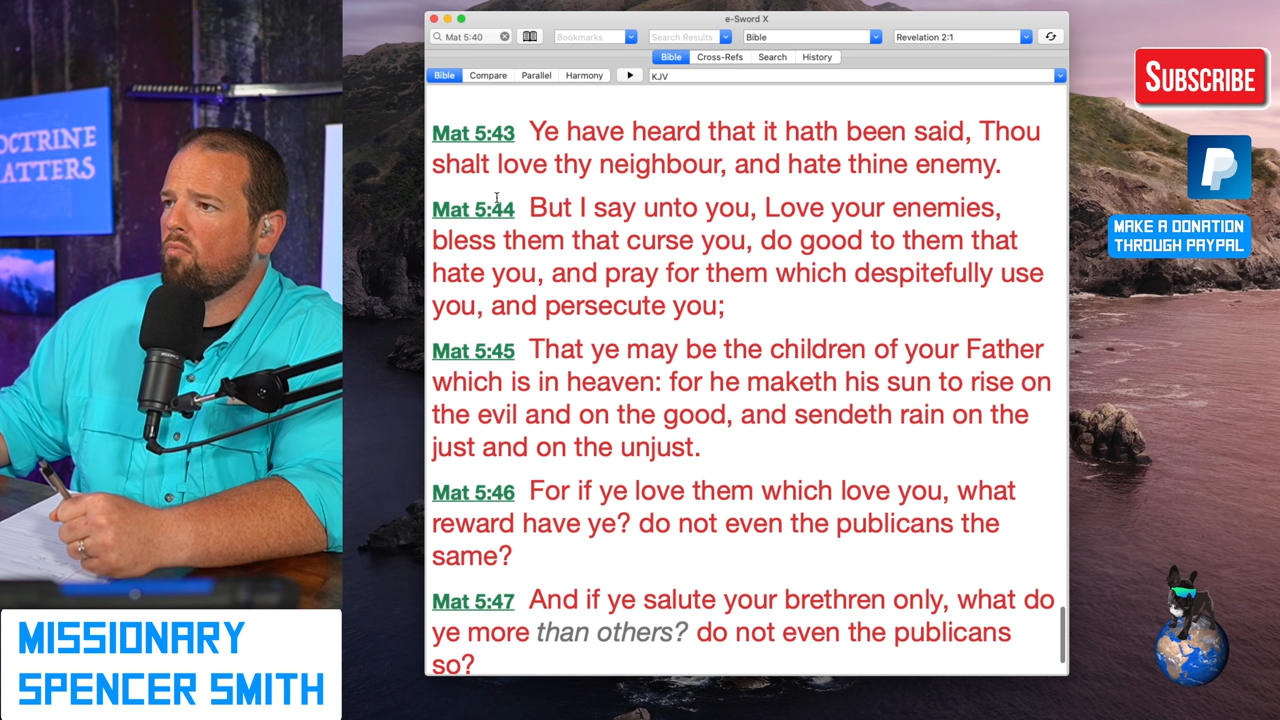 OCTRINE
ATTERS
MISSIONARY
SPENCER SMITH
e-Sword X
Mat 5:40
Bookmarks
Search Results
Bible
Revelation 2:1
Bible Cross-Refs Search History
Bible Compare Parallel Harmony
KJV
Mat 5:43 Ye have heard that it hath been said, Thou
shalt love thy neighbour, and hate thine enemy.
Mat 5:44 But I say unto you, Love your enemies,
bless them that curse you, do good to them that
hate you, and pray for them which despitefully use
you, and persecute you;
Mat 5:45 That ye may be the children of your Father
which is in heaven: for he maketh his sun to rise on
the evil and on the good, and sendeth rain on the
just and on the unjust.
Mat 5:46 For if ye love them which love you, what
reward have ye? do not even the publicans the
same?
Mat 5:47 And if ye salute your brethren only, what do
ye more than others? do not even the publicans
so?
SUBSCRIBE
MAKE A DONATION
THROUGH PAYPAL